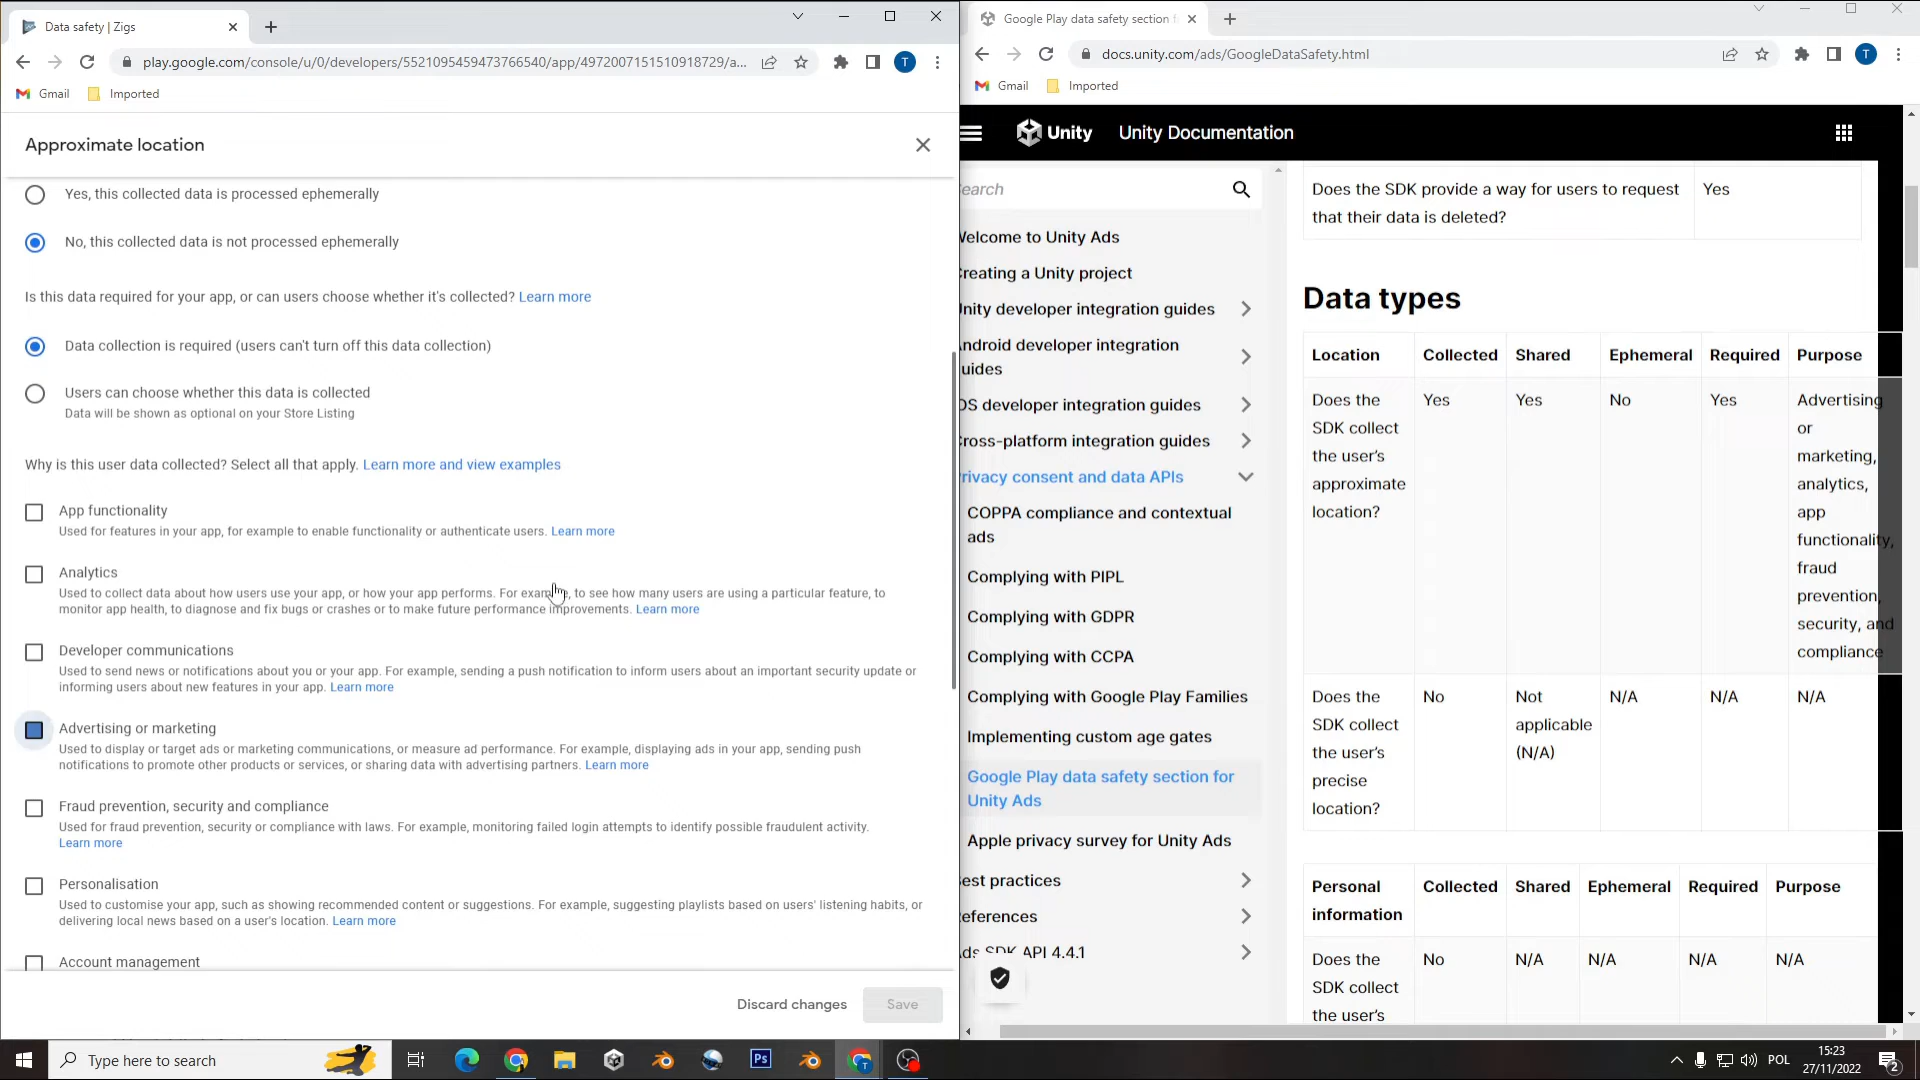 Data safety | Zigs
play.google.com/console/u/0/developers/5521095459473766540/app/4972007151510918729/a...
T
Gmail
Imported
Approximate location
Yes, this collected data is processed ephemerally
No, this collected data is not processed ephemerally
Is this data required for your app, or can users choose whether it's collected? Learn more
Data collection is required (users can't turn off this data collection)
Users can choose whether this data is collected
Data will be shown as optional on your Store Listing
Why is this user data collected? Select all that apply. Learn more and view examples
App functionality
Used for features in your app, for example to enable functionality or authenticate users. Learn more
Analytics
Used to collect data about how users use your app, or how your app performs. For example, to see how many users are using a particular feature, to
monitor app health, to diagnose and fix bugs or crashes or to make future performance improvements. Learn more
Developer communications
Used to send news or notifications about you or your app. For example, sending a push notification to inform users about an important security update or
informing users about new features in your app. Learn more
Advertising or marketing
Used to display or target ads or marketing communications, or measure ad performance. For example, displaying ads in your app, sending push
notifications to promote other products or services, or sharing data with advertising partners. Learn more
Fraud prevention, security and compliance
Used for fraud prevention, security or compliance with laws. For example, monitoring failed login attempts to identify possible fraudulent activity.
Learn more
Personalisation
Used to customise your app, such as showing recommended content or suggestions. For example, suggesting playlists based on users' listening habits, or
delivering local news based on a user's location. Learn more
Account management
Discard changes
Save
Google Play data safety section f
docs.unity.com/ads/GoogleDataSafety.html
T
Gmail
Imported
Unity
Unity Documentation
earch
Welcome to Unity Ads
Creating a Unity project
Unity developer integration guides
Android developer integration
uides
OS developer integration guides
Cross-platform integration guides
rivacy consent and data APIs
COPPA compliance and contextual
ads
Complying with PIPL
Complying with GDPR
Complying with CCPA
Complying with Google Play Families
Implementing custom age gates
Google Play data safety section for
Unity Ads
Apple privacy survey for Unity Ads
est practices
eferences
ds SDK API 4.4.1
Does the SDK provide a way for users to request
that their data is deleted?
Yes
Data types
Location Collected Shared Ephemeral Required Purpose
Does the
SDK collect
the user's
approximate
location?
Yes
Yes
No
Yes
Advertising
or
marketing,
analytics,
app
functionality,
fraud
prevention,
security, and
compliance
Does the
SDK collect
the user's
precise
location?
No
Not
applicable
(N/A)
N/A
N/A
N/A
Personal
information
Collected Shared Ephemeral Required Purpose
Does the
SDK collect
the user's
No
N/A
N/A
N/A
N/A
Type here to search
Ps
T
POL
15:23
27/11/2022
2